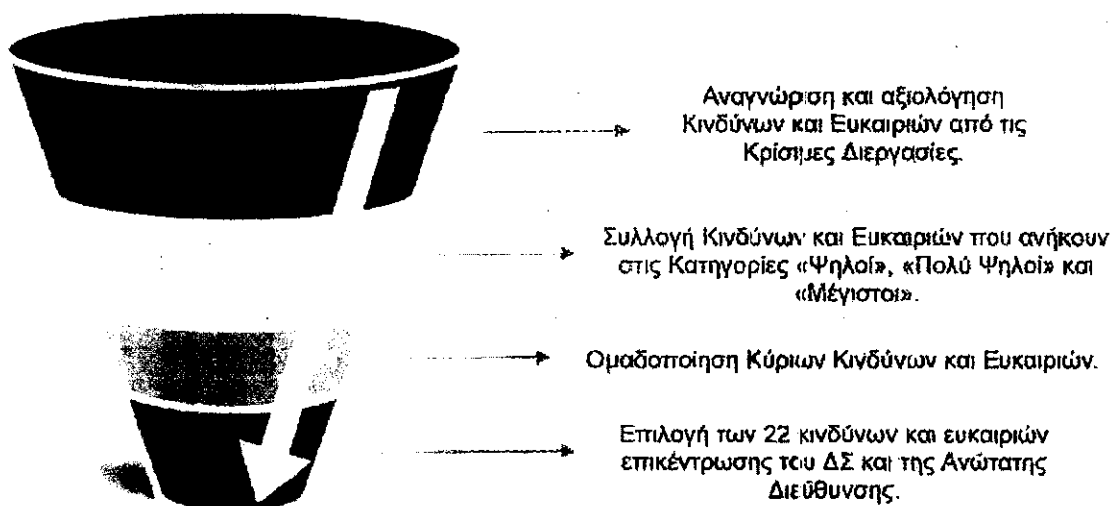 Αναγνώριση και αξιολόγηση
Κινδύνων και Ευκαιριών από τις
Κρίσιμες Διεργασίες.
Συλλογή Κινδύνων και Ευκαιριών που ανήκουν
στις Κατηγορίες «Ψηλοί», «Πολύ Ψηλοί» και
«Μέγιστοι».
Ομαδοποίηση Κύριων Κινδύνων και Ευκαιριών.
Επιλογή των 22 κινδύνων και ευκαιριών
επικέντρωσης του ΔΣ και της Ανώτατης
Διεύθυνσης.